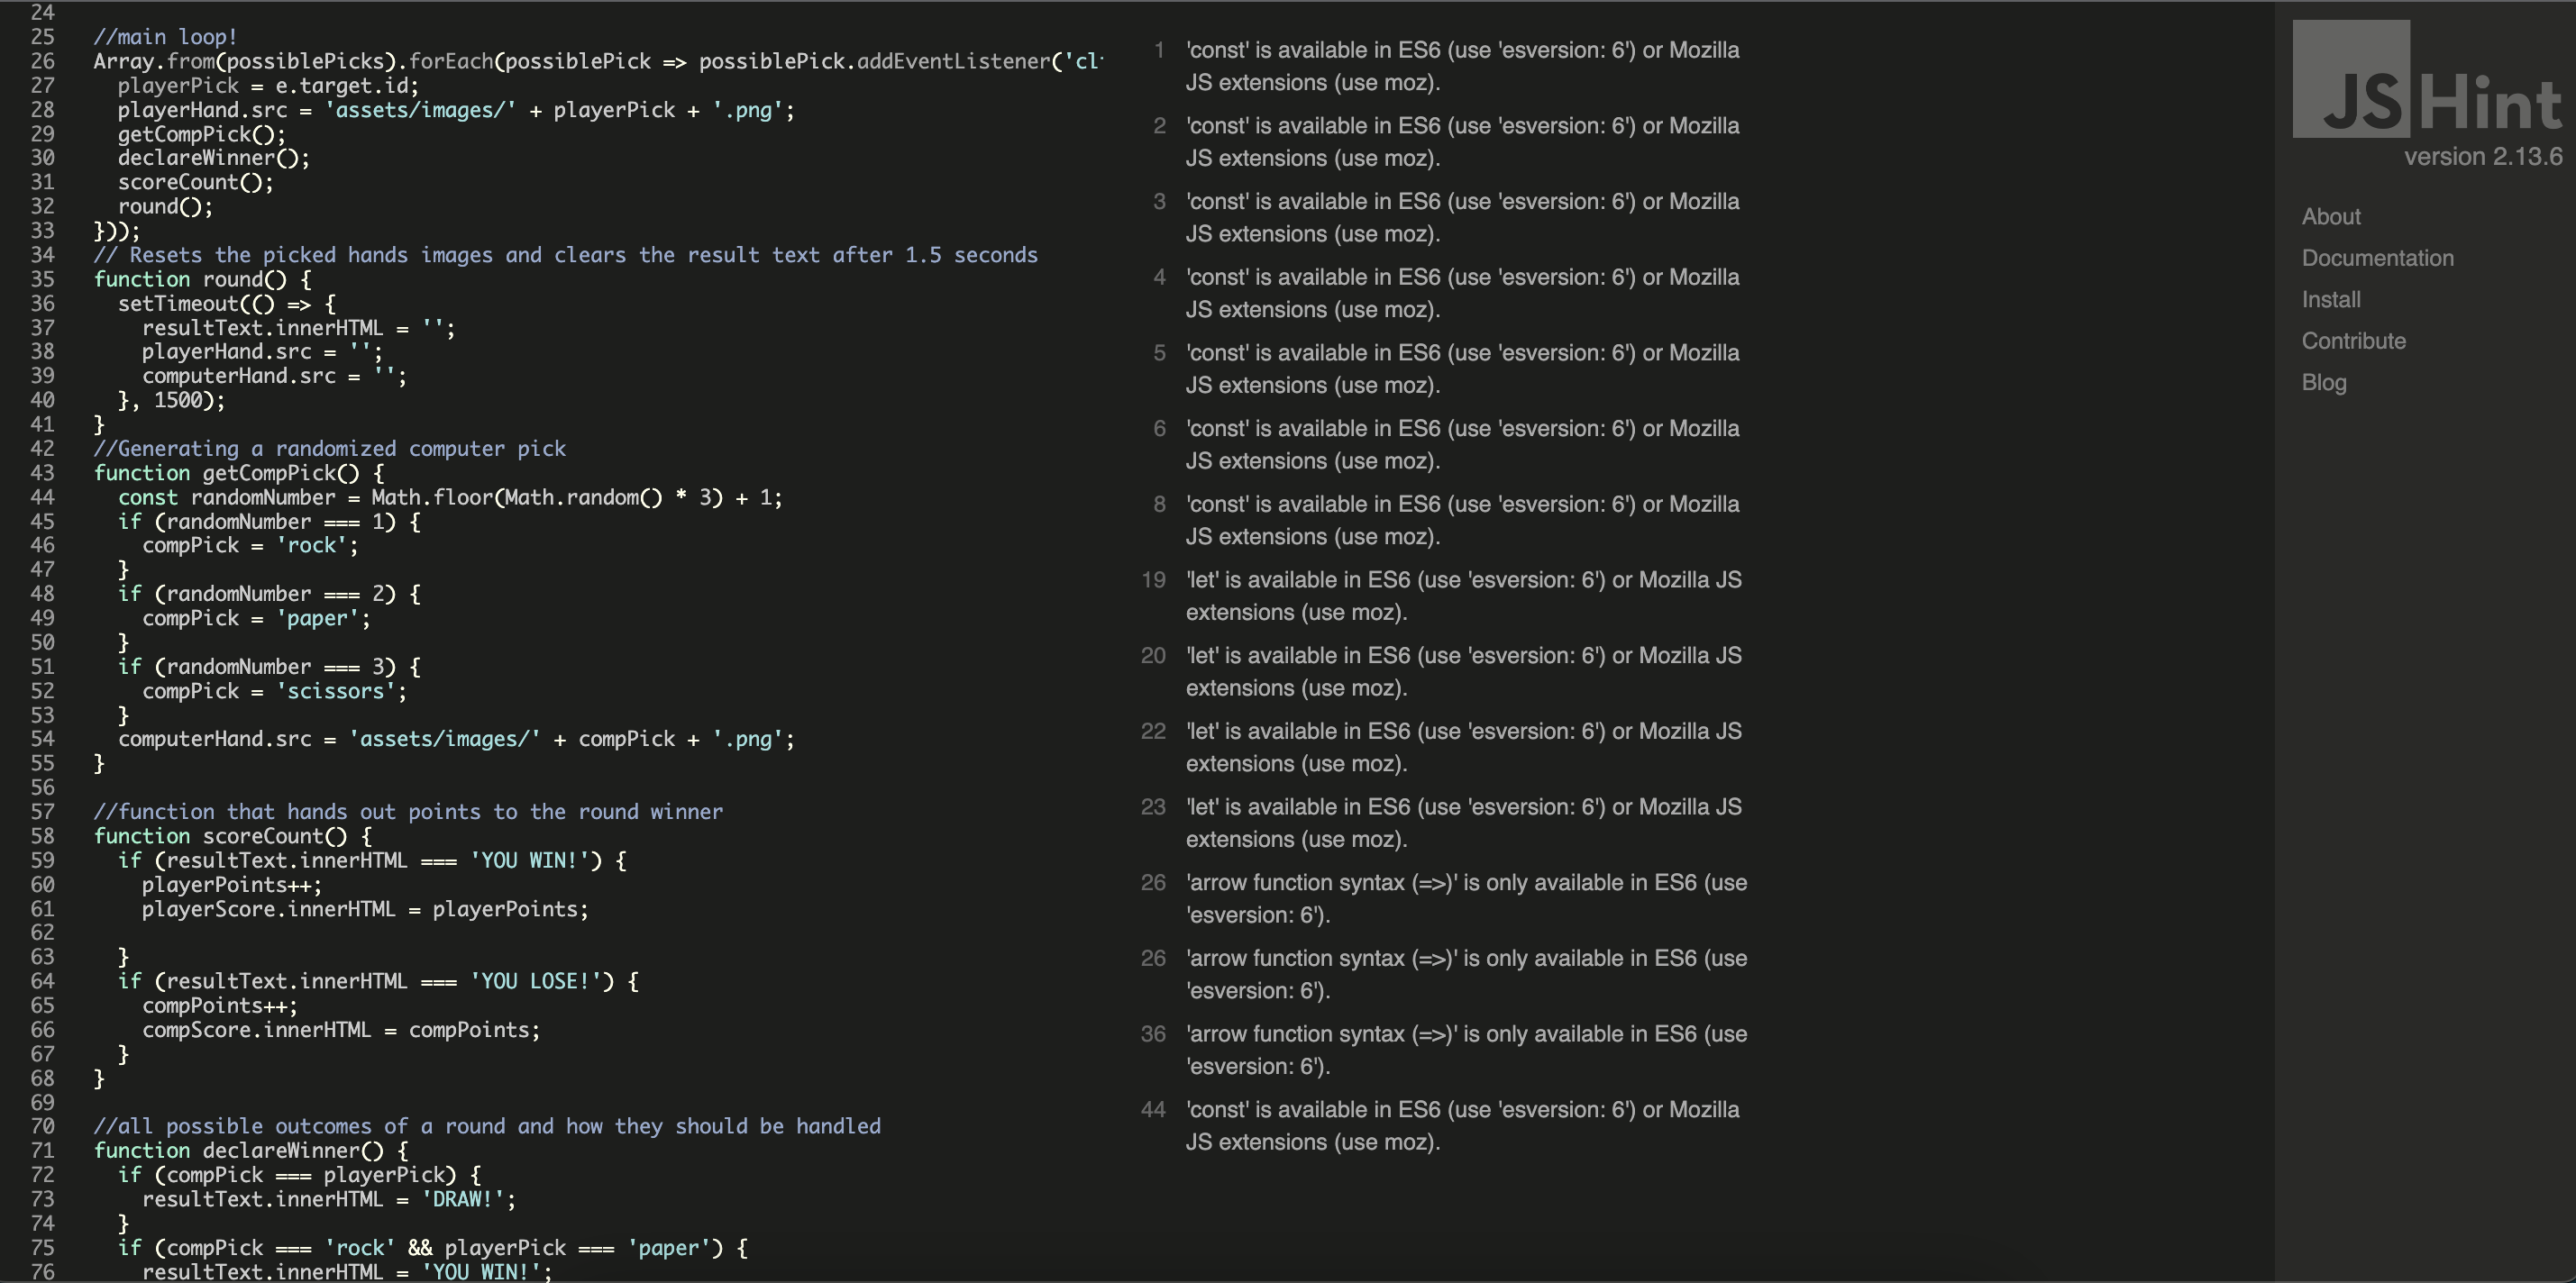 24
25 //main loop!
26 Array.from(possiblePicks).forEach(possiblePick => possiblePick.addEventListener('cl
27 playerPick = e.target.id;
28 playerHand.src = 'assets/images/' + playerPick + '.png';
29 getCompPick();
30 declareWinner();
31 scoreCount();
32 round();
33 }));
34 // Resets the picked hands images and clears the result text after 1.5 seconds
35 function round() {
36 setTimeout(() => {
37 resultText.innerHTML = '';
38 playerHand.src = '';
39 computerHand.src = '';
40 }, 1500);
41 }
42 //Generating a randomized computer pick
43 function getCompPick() {
44 const randomNumber = Math.floor(Math.random() * 3) + 1;
45 if (randomNumber === 1) {
46 compPick = 'rock';
47 }
48 if (randomNumber === 2) {
49 compPick = 'paper';
50 }
51 if (randomNumber === 3) {
52 compPick = 'scissors';
53 }
54 computerHand.src = 'assets/images/' + compPick + '.png';
55 }
56
57 //function that hands out points to the round winner
58 function scoreCount() {
59 if (resultText.innerHTML === 'YOU WIN!') {
60 playerPoints++;
61 playerScore.innerHTML = playerPoints;
62
63 }
64 if (resultText.innerHTML === 'YOU LOSE!') {
65 compPoints++;
66 compScore.innerHTML = compPoints;
67 }
68 }
69
70 //all possible outcomes of a round and how they should be handled
71 function declareWinner() {
72 if (compPick === playerPick) {
73 resultText.innerHTML = 'DRAW!';
74 }
75 if (compPick === 'rock' && playerPick === 'paper') {
76 resultText.innerHTML = 'YOU WIN!';
1 'const' is available in ES6 (use 'esversion: 6') or Mozilla
JS extensions (use moz).
2 'const' is available in ES6 (use 'esversion: 6') or Mozilla
JS extensions (use moz).
3 'const' is available in ES6 (use 'esversion: 6') or Mozilla
JS extensions (use moz).
4 'const' is available in ES6 (use 'esversion: 6') or Mozilla
JS extensions (use moz).
5 'const' is available in ES6 (use 'esversion: 6') or Mozilla
JS extensions (use moz).
6 'const' is available in ES6 (use 'esversion: 6') or Mozilla
JS extensions (use moz).
8 'const' is available in ES6 (use 'esversion: 6') or Mozilla
JS extensions (use moz).
19 'let' is available in ES6 (use 'esversion: 6') or Mozilla JS
extensions (use moz).
20 'let' is available in ES6 (use 'esversion: 6') or Mozilla JS
extensions (use moz).
22 'let' is available in ES6 (use 'esversion: 6') or Mozilla JS
extensions (use moz).
23 'let' is available in ES6 (use 'esversion: 6') or Mozilla JS
extensions (use moz).
26 'arrow function syntax (=>)' is only available in ES6 (use
'esversion: 6').
26 'arrow function syntax (=>)' is only available in ES6 (use
'esversion: 6').
36 'arrow function syntax (=>)' is only available in ES6 (use
'esversion: 6').
44 'const' is available in ES6 (use 'esversion: 6') or Mozilla
JS extensions (use moz).
JSHint
version 2.13.6
About
Documentation
Install
Contribute
Blog